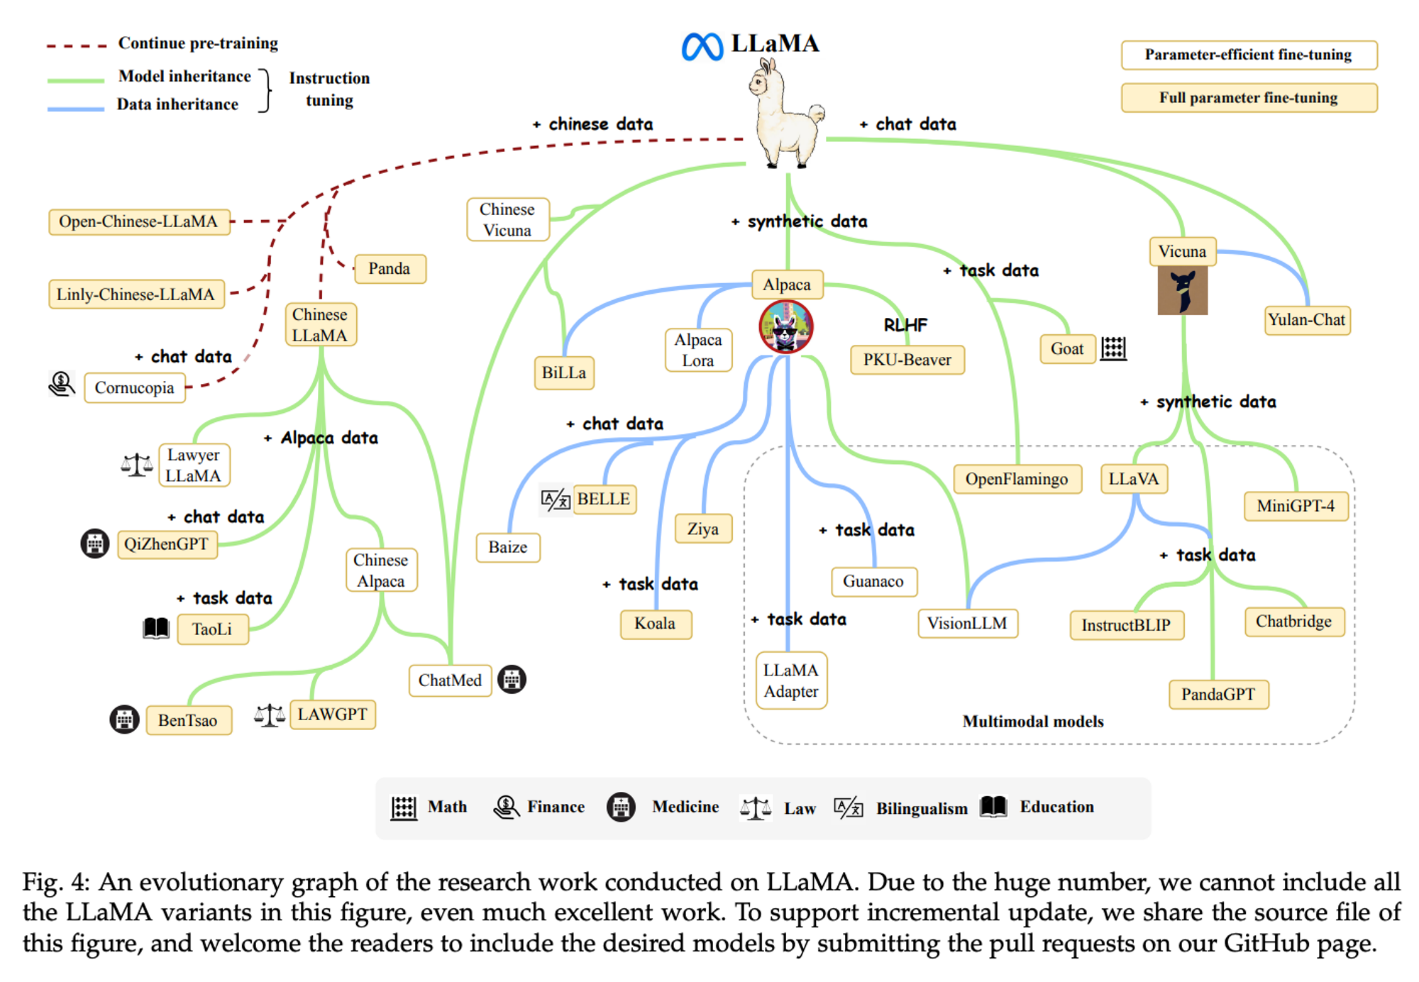 LLaMA
Continue pre-training
Model inheritance
Data inheritance
Instruction
tuning
Parameter-efficient fine-tuning
Full parameter fine-tuning
+ chinese data
+ chat data
Open-Chinese-LLaMA
Linly-Chinese-LLaMA
Panda
Chinese
LLaMA
+ chat data
Cornucopia
Chinese
Vicuna
+ synthetic data
Alpaca
+ task data
Vicuna
Yulan-Chat
Goat
RLHF
PKU-Beaver
Alpaca
Lora
BiLLa
+ synthetic data
+ chat data
+ Alpaca data
Lawyer
LLaMA
+ chat data
QiZhenGPT
Chinese
Alpaca
+ task data
TaoLi
BenTsao
LAWGPT
ChatMed
Baize
BELLE
Ziya
+ task data
Koala
OpenFlamingo
LLaVA
MiniGPT-4
+ task data
Guanaco
+ task data
+ task data
LLaMA
Adapter
VisionLLM
InstructBLIP
Chatbridge
PandaGPT
Multimodal models
Math
Finance
Medicine
Law
Bilingualism
Education
Fig. 4: An evolutionary graph of the research work conducted on LLaMA. Due to the huge number, we cannot include all
the LLaMA variants in this figure, even much excellent work. To support incremental update, we share the source file of
this figure, and welcome the readers to include the desired models by submitting the pull requests on our GitHub page.